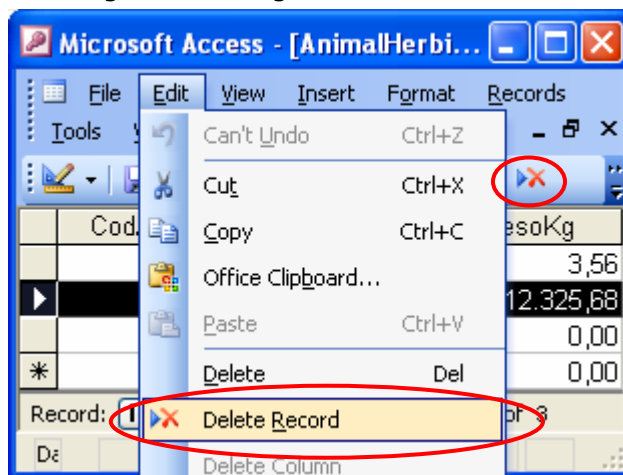 Microsoft Access - [AnimalHerbi...
File Edit View Insert Format Records
Tools
Can't Undo Ctrl+Z
Cut Ctrl+X
Cod
esoKg
Copy Ctrl+C
3,56
Office Clipboard...
12.325,68
Paste Ctrl+V
0,00
Delete Del
0,00
Record: Delete Record of 3
Delete Column